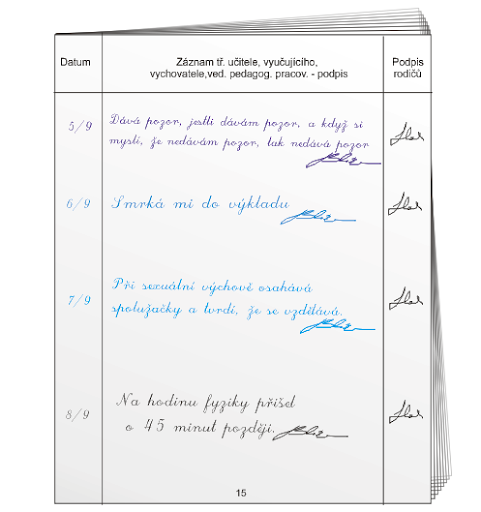 Datum
Záznam tř. učitele, vyučujícího,
vychovatele,ved. pedagog. pracov. - podpis
Podpis
rodičů
5/9
Dává pozor, jestli dávám pozor, a když si
myslí, že nedávám pozor, tak nedává pozor
6/9
Smrká mi do výkladu
7/9
Při sexuální výchově osahává
spolužačky a tvrdí, že se vzdělává.
8/9
Na hodinu fyziky přišel
o 45 minut později.
15